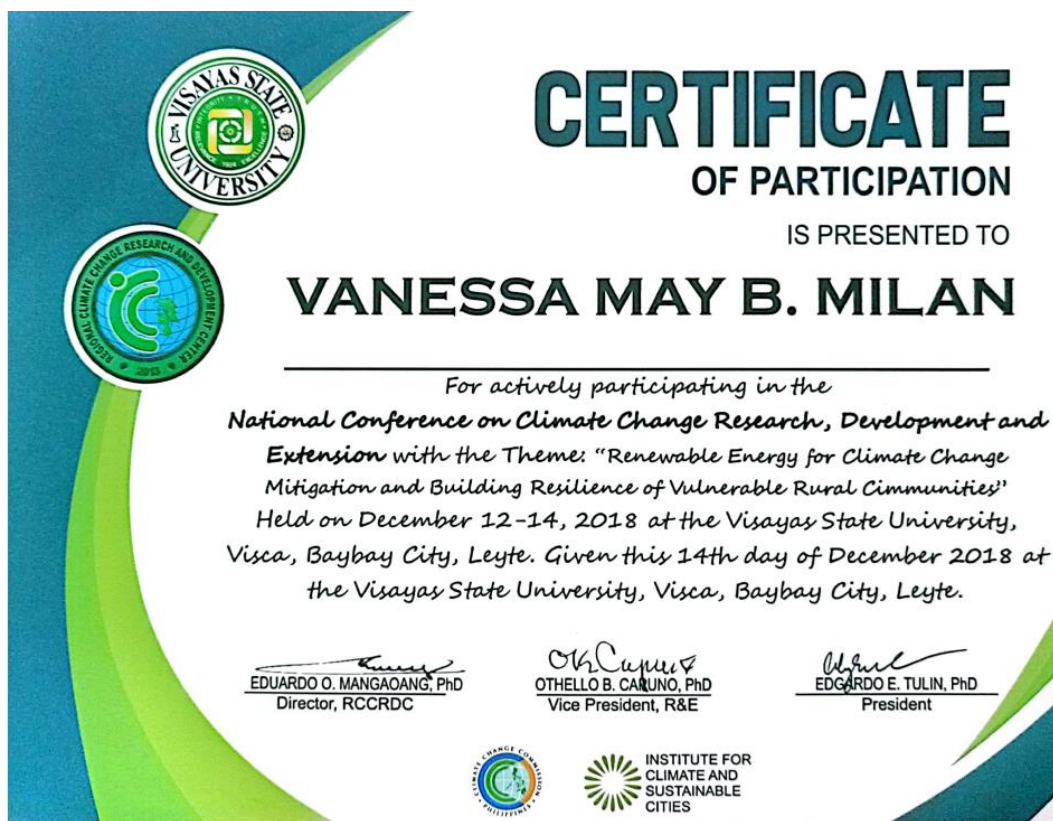 VISAYAS STATE UNIVERSITY
REGIONAL CLIMATE CHANGE RESEARCH AND DEVELOPMENT CENTER
2013
CERTIFICATE
OF PARTICIPATION
IS PRESENTED TO
VANESSA MAY B. MILAN
For actively participating in the
National Conference on Climate Change Research, Development and
Extension with the Theme: "Renewable Energy for Climate Change
Mitigation and Building Resilience of Vulnerable Rural Cimmunities"
Held on December 12-14, 2018 at the Visayas State University,
Visca, Baybay City, Leyte. Given this 14th day of December 2018 at
the Visayas State University, Visca, Baybay City, Leyte.
EDUARDO O. MANGAOANG, PhD
Director, RCCRDC
OTHELLO B. CAPUNO, PhD
Vice President, R&E
EDGARDO E. TULIN, PhD
President
CLIMATE CHANGE COMMISSION
PHILIPPINES
INSTITUTE FOR
CLIMATE AND
SUSTAINABLE
CITIES